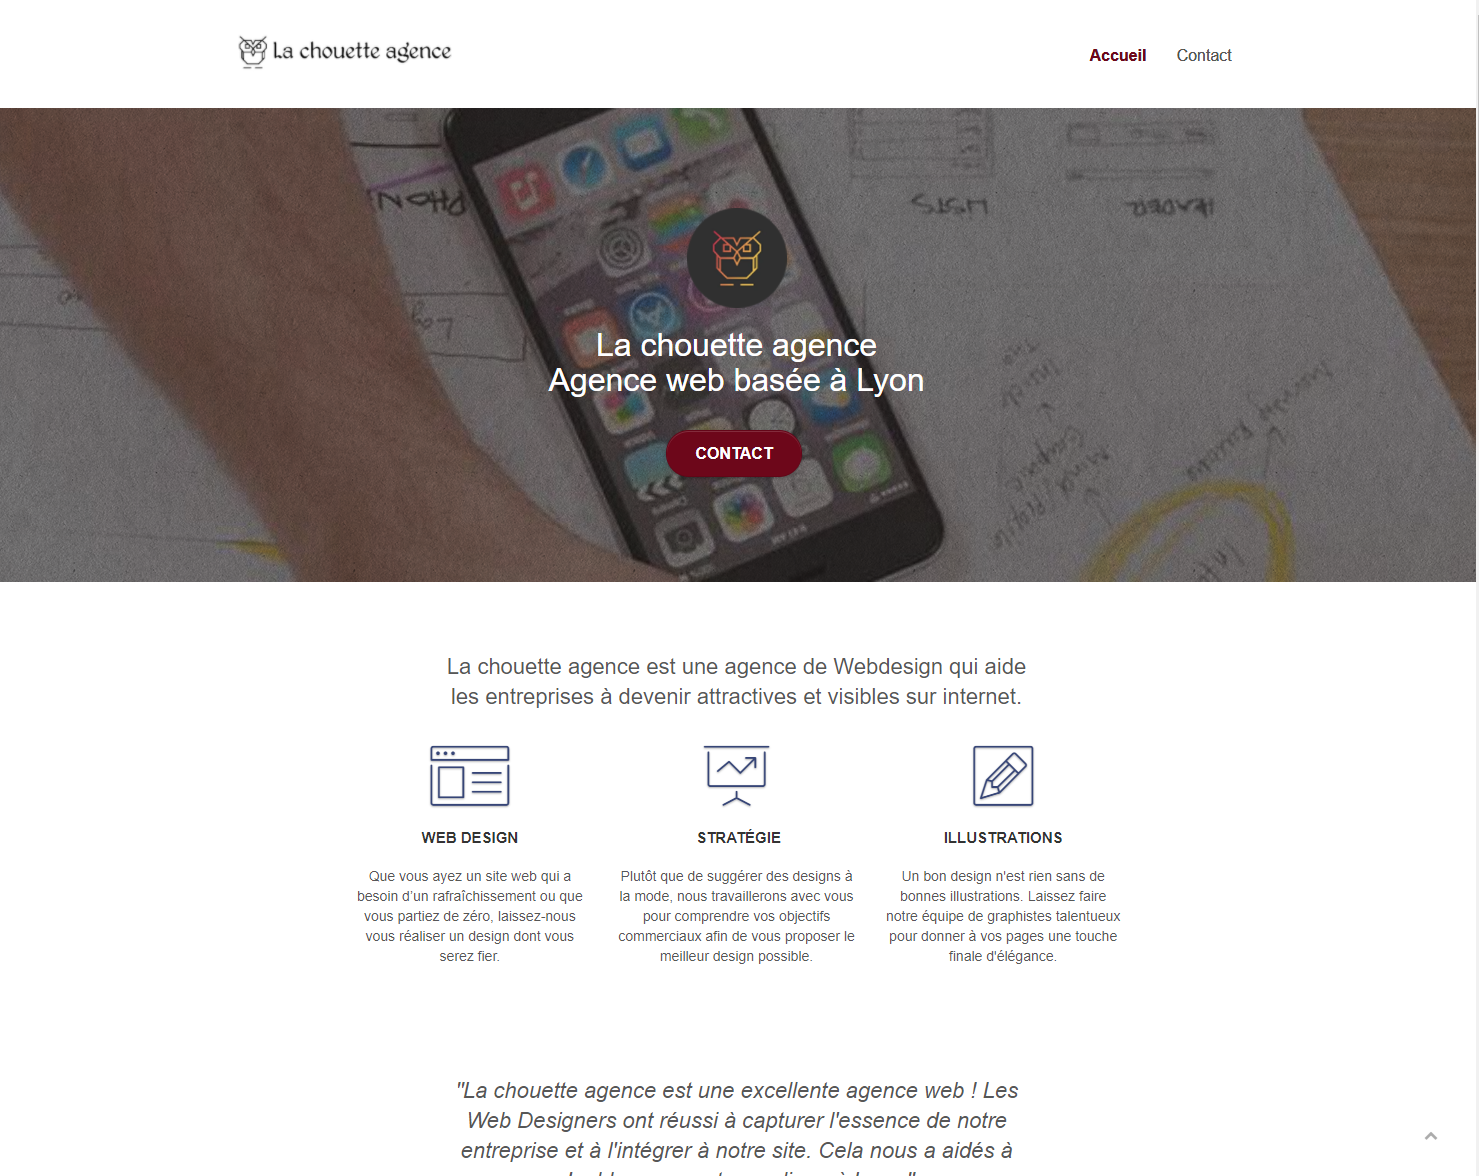 La chouette agence
Accueil
Contact
PHON
LISTS
HEADER
La chouette agence
Agence web basée à Lyon
CONTACT
La chouette agence est une agence de Webdesign qui aide
les entreprises à devenir attractives et visibles sur internet.
WEB DESIGN
Que vous ayez un site web qui a
besoin d’un rafraîchissement ou que
vous partiez de zéro, laissez-nous
vous réaliser un design dont vous
serez fier.
STRATÉGIE
Plutôt que de suggérer des designs à
la mode, nous travaillerons avec vous
pour comprendre vos objectifs
commerciaux afin de vous proposer le
meilleur design possible.
ILLUSTRATIONS
Un bon design n'est rien sans de
bonnes illustrations. Laissez faire
notre équipe de graphistes talentueux
pour donner à vos pages une touche
finale d'élégance.
"La chouette agence est une excellente agence web ! Les
Web Designers ont réussi à capturer l'essence de notre
entreprise et à l'intégrer à notre site. Cela nous a aidés à